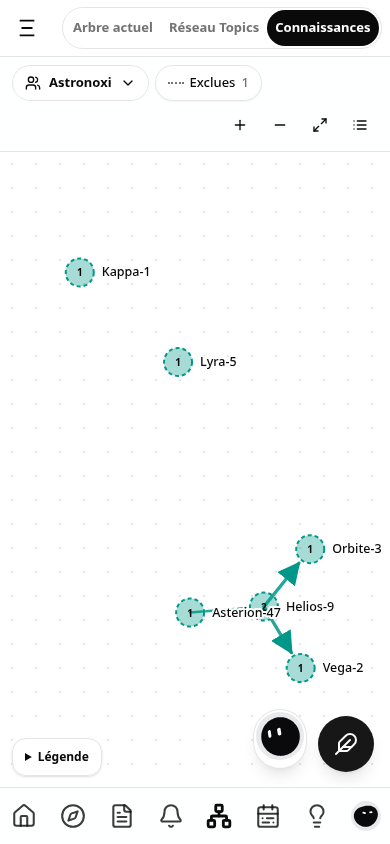 Arbre actuel
Réseau Topics
Connaissances
Astronoxi
Exclues 1
1 Kappa-1
1 Lyra-5
1 Orbite-3
Helios-9
1 Asterion-47
1 Vega-2
Légende